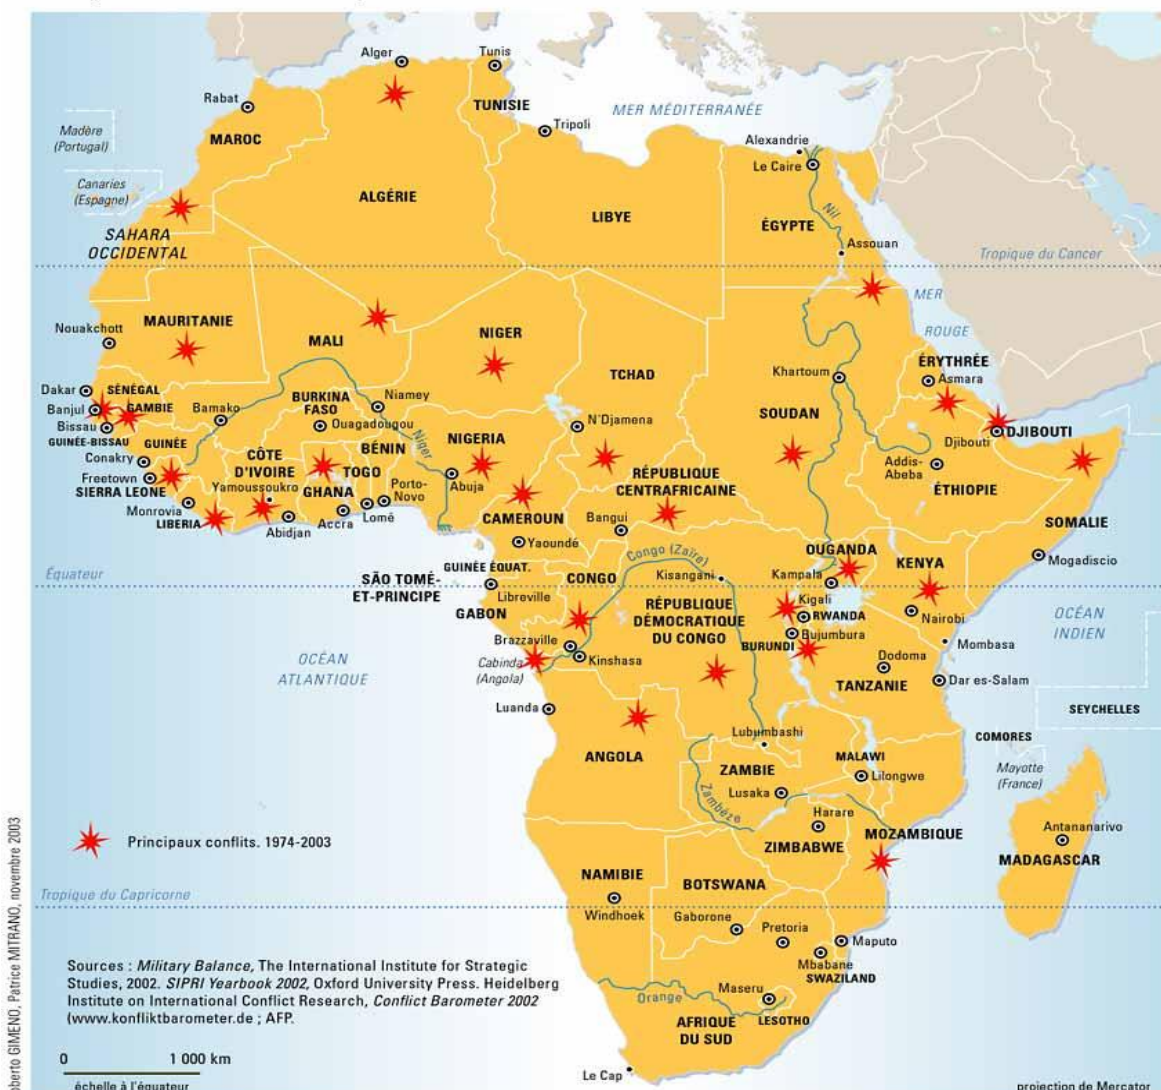 Alger
Tunis
Rabat
TUNISIE
MER MÉDITERRANÉE
Tripoli
Madère
(Portugal)
MAROC
Alexandrie
Le Caire
Canaries
(Espagne)
ALGÉRIE
LIBYE
Nil
ÉGYPTE
SAHARA
OCCIDENTAL
Assouan
Tropique du Cancer
MER
ROUGE
MAURITANIE
Nouakchott
MALI
NIGER
ÉRYTHRÉE
Asmara
Khartoum
TCHAD
Dakar
SÉNÉGAL
Banjul
GAMBIE
Bamako
BURKINA
FASO
Niamey
Ouagadougou
N'Djamena
SOUDAN
Bissau
GUINÉE-BISSAU
GUINÉE
Niger
NIGERIA
BÉNIN
Djibouti
DJIBOUTI
Conakry
CÔTE
D'IVOIRE
TOGO
Addis-
Abeba
Freetown
SIERRA LEONE
Yamoussoukro
GHANA
Porto-
Novo
Abuja
RÉPUBLIQUE
CENTRAFRICAINE
ÉTHIOPIE
Monrovia
LIBERIA
Abidjan
Accra
Lomé
CAMEROUN
Bangui
SOMALIE
Yaoundé
Congo (Zaïre)
OUGANDA
KENYA
Mogadiscio
GUINÉE ÉQUAT.
CONGO
Kisangani
Kampala
Équateur
SÃO TOMÉ-
ET-PRINCIPE
Libreville
GABON
RÉPUBLIQUE
DÉMOCRATIQUE
DU CONGO
Kigali
RWANDA
Nairobi
OCÉAN
INDIEN
Brazzaville
BURUNDI
Bujumbura
Mombasa
OCÉAN
ATLANTIQUE
Cabinda
(Angola)
Kinshasa
Dodoma
TANZANIE
Dar es-Salam
Luanda
SEYCHELLES
Lubumbashi
COMORES
ANGOLA
ZAMBIE
MALAWI
Lilongwe
Mayotte
(France)
Lusaka
Zambèze
Harare
MOZAMBIQUE
Antananarivo
Principaux conflits. 1974-2003
ZIMBABWE
MADAGASCAR
NAMIBIE
BOTSWANA
Tropique du Capricorne
Windhoek
Gaborone
Pretoria
Maputo
Mbabane
SWAZILAND
Sources : Military Balance, The International Institute for Strategic
Studies, 2002. SIPRI Yearbook 2002, Oxford University Press. Heidelberg
Institute on International Conflict Research, Conflict Barometer 2002
(www.konfliktbarometer.de ; AFP.
Orange
Maseru
LESOTHO
AFRIQUE
DU SUD
0 1 000 km
échelle à l'équateur
Le Cap
projection de Mercator
oberto GIMENO, Patrice MITRANO, novembre 2003